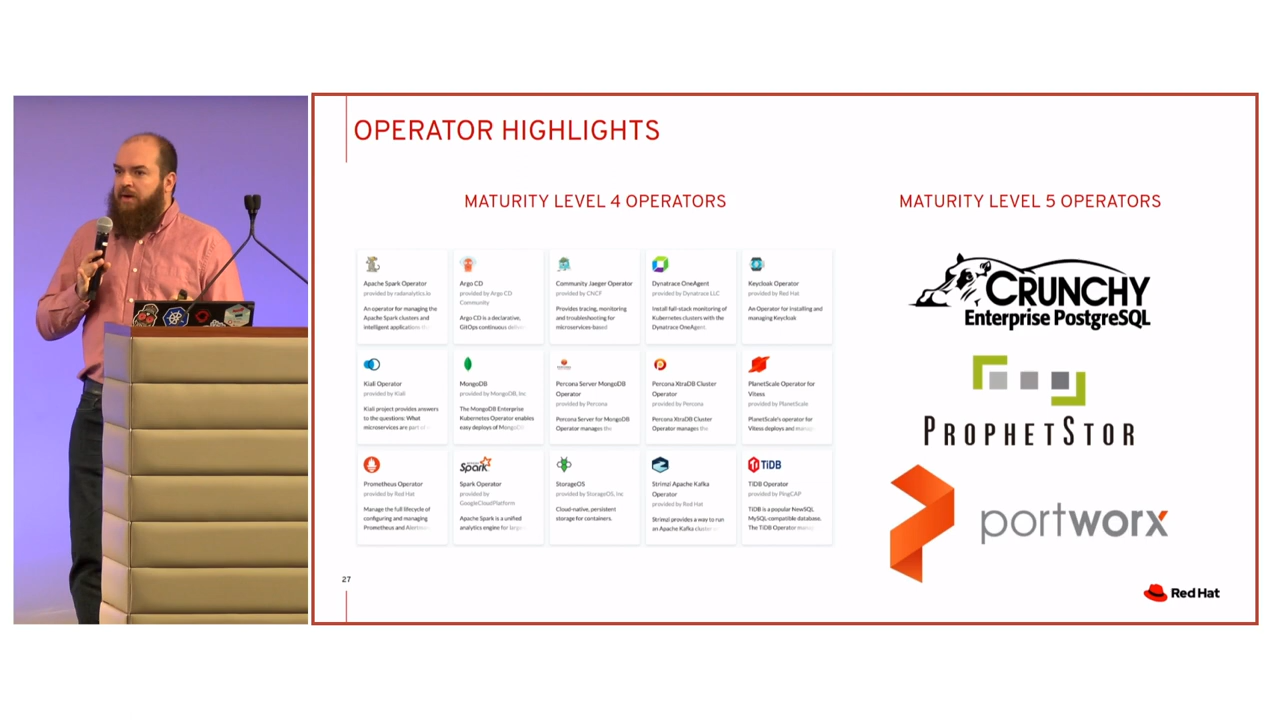 OPERATOR HIGHLIGHTS
MATURITY LEVEL 4 OPERATORS
Apache Spark Operator
provided by radanalytics.io
An operator for managing the
Apache Spark clusters and
intelligent applications
Argo CD
provided by Argo CD
Community
Argo CD is a declarative,
GitOps continuous
Community Jaeger Operator
provided by CNCF
Provides tracing, monitoring
and troubleshooting for
microservices-based
Dynatrace OneAgent
provided by Dynatrace LLC
Install full-stack monitoring of
Kubernetes clusters with the
Dynatrace OneAgent.
Keycloak Operator
provided by Red Hat
An Operator for installing and
managing Keycloak
Kiali Operator
provided by Kiali
Kiali project provides answers
to the questions: What
microservices are part
MongoDB
provided by MongoDB, Inc
The MongoDB Enterprise
Kubernetes Operator enables
easy deploys of
PERCONA
Percona Server MongoDB
Operator
provided by Percona
Percona Server for MongoDB
Operator manages the
Percona XtraDB Cluster
Operator
provided by Percona
Percona XtraDB Cluster
Operator manages the
PlanetScale Operator for
Vitess
provided by PlanetScale
PlanetScale's operator for
Vitess deploys and
Prometheus Operator
provided by Red Hat
Manage the full lifecycle of
configuring and managing
Prometheus and
Spark
Spark Operator
provided by
GoogleCloudPlatform
Apache Spark is a unified
analytics engine for
StorageOS
provided by StorageOS, Inc
Cloud-native, persistent
storage for containers.
Strimzi Apache Kafka
Operator
provided by Red Hat
Strimzi provides a way to run
an Apache Kafka cluster
TiDB
TiDB Operator
provided by PingCAP
TiDB is a popular NewSQL
MySQL-compatible database.
The TiDB Operator
MATURITY LEVEL 5 OPERATORS
CRUNCHY
Enterprise PostgreSQL
PROPHETSTOR
portworx
27
Red Hat